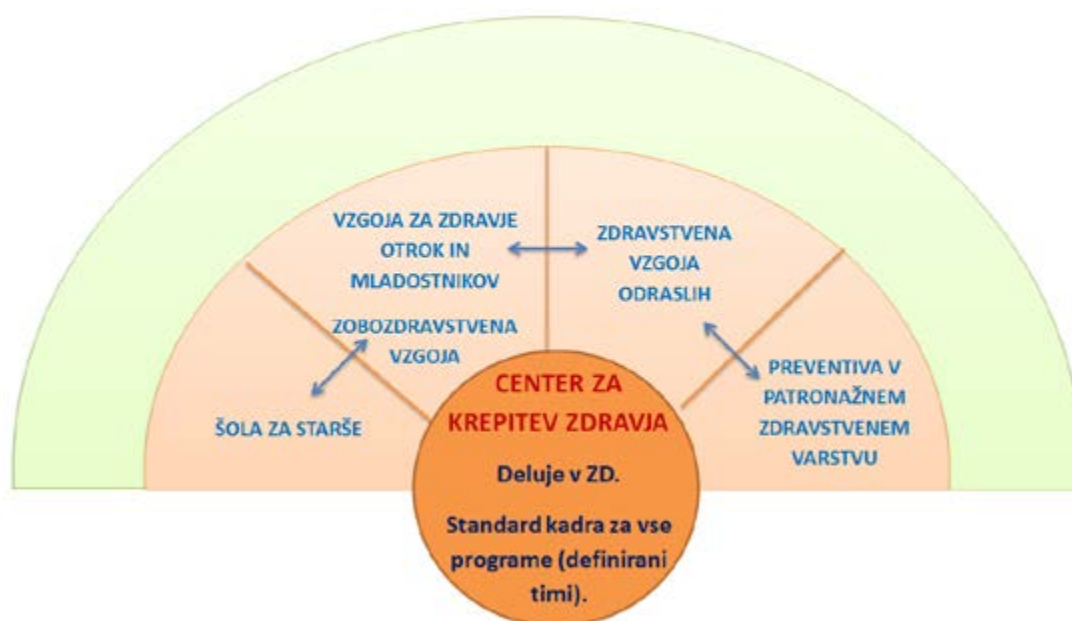 VZGOJA ZA ZDRAVJE
OTROK IN
MLADOSTNIKOV
ZOBOZDRAVSTVENA
VZGOJA
ŠOLA ZA STARŠE
ZDRAVSTVENA
VZGOJA
ODRASLIH
PREVENTIVA V
PATRONAŽNEM
ZDRAVSTVENEM
VARSTVU
CENTER ZA
KREPITEV ZDRAVJA
Deluje v ZD.
Standard kadra za vse
programe (definirani
timi).